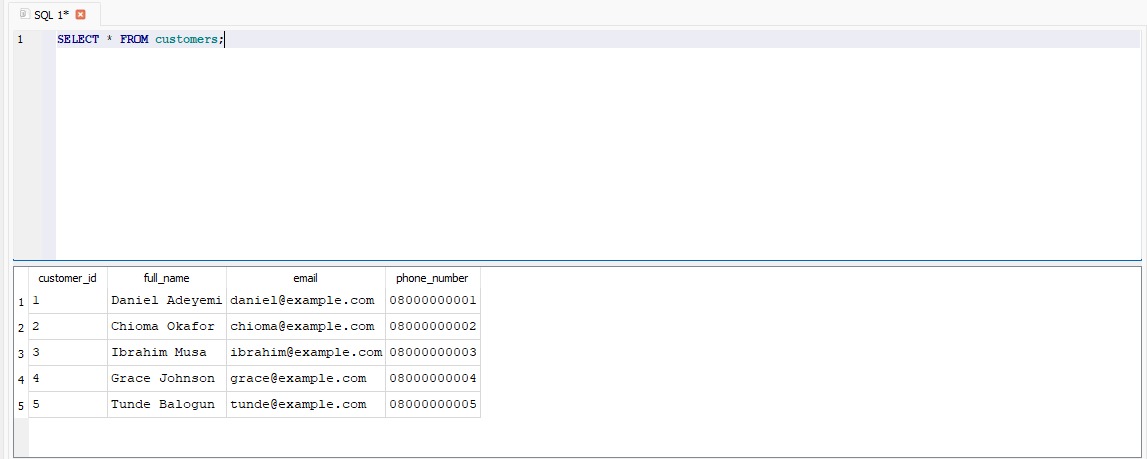 SQL 1*
1 SELECT * FROM customers;
customer_id full_name email phone_number
1 1 Daniel Adeyemi daniel@example.com 08000000001
2 2 Chioma Okafor chioma@example.com 08000000002
3 3 Ibrahim Musa ibrahim@example.com 08000000003
4 4 Grace Johnson grace@example.com 08000000004
5 5 Tunde Balogun tunde@example.com 08000000005